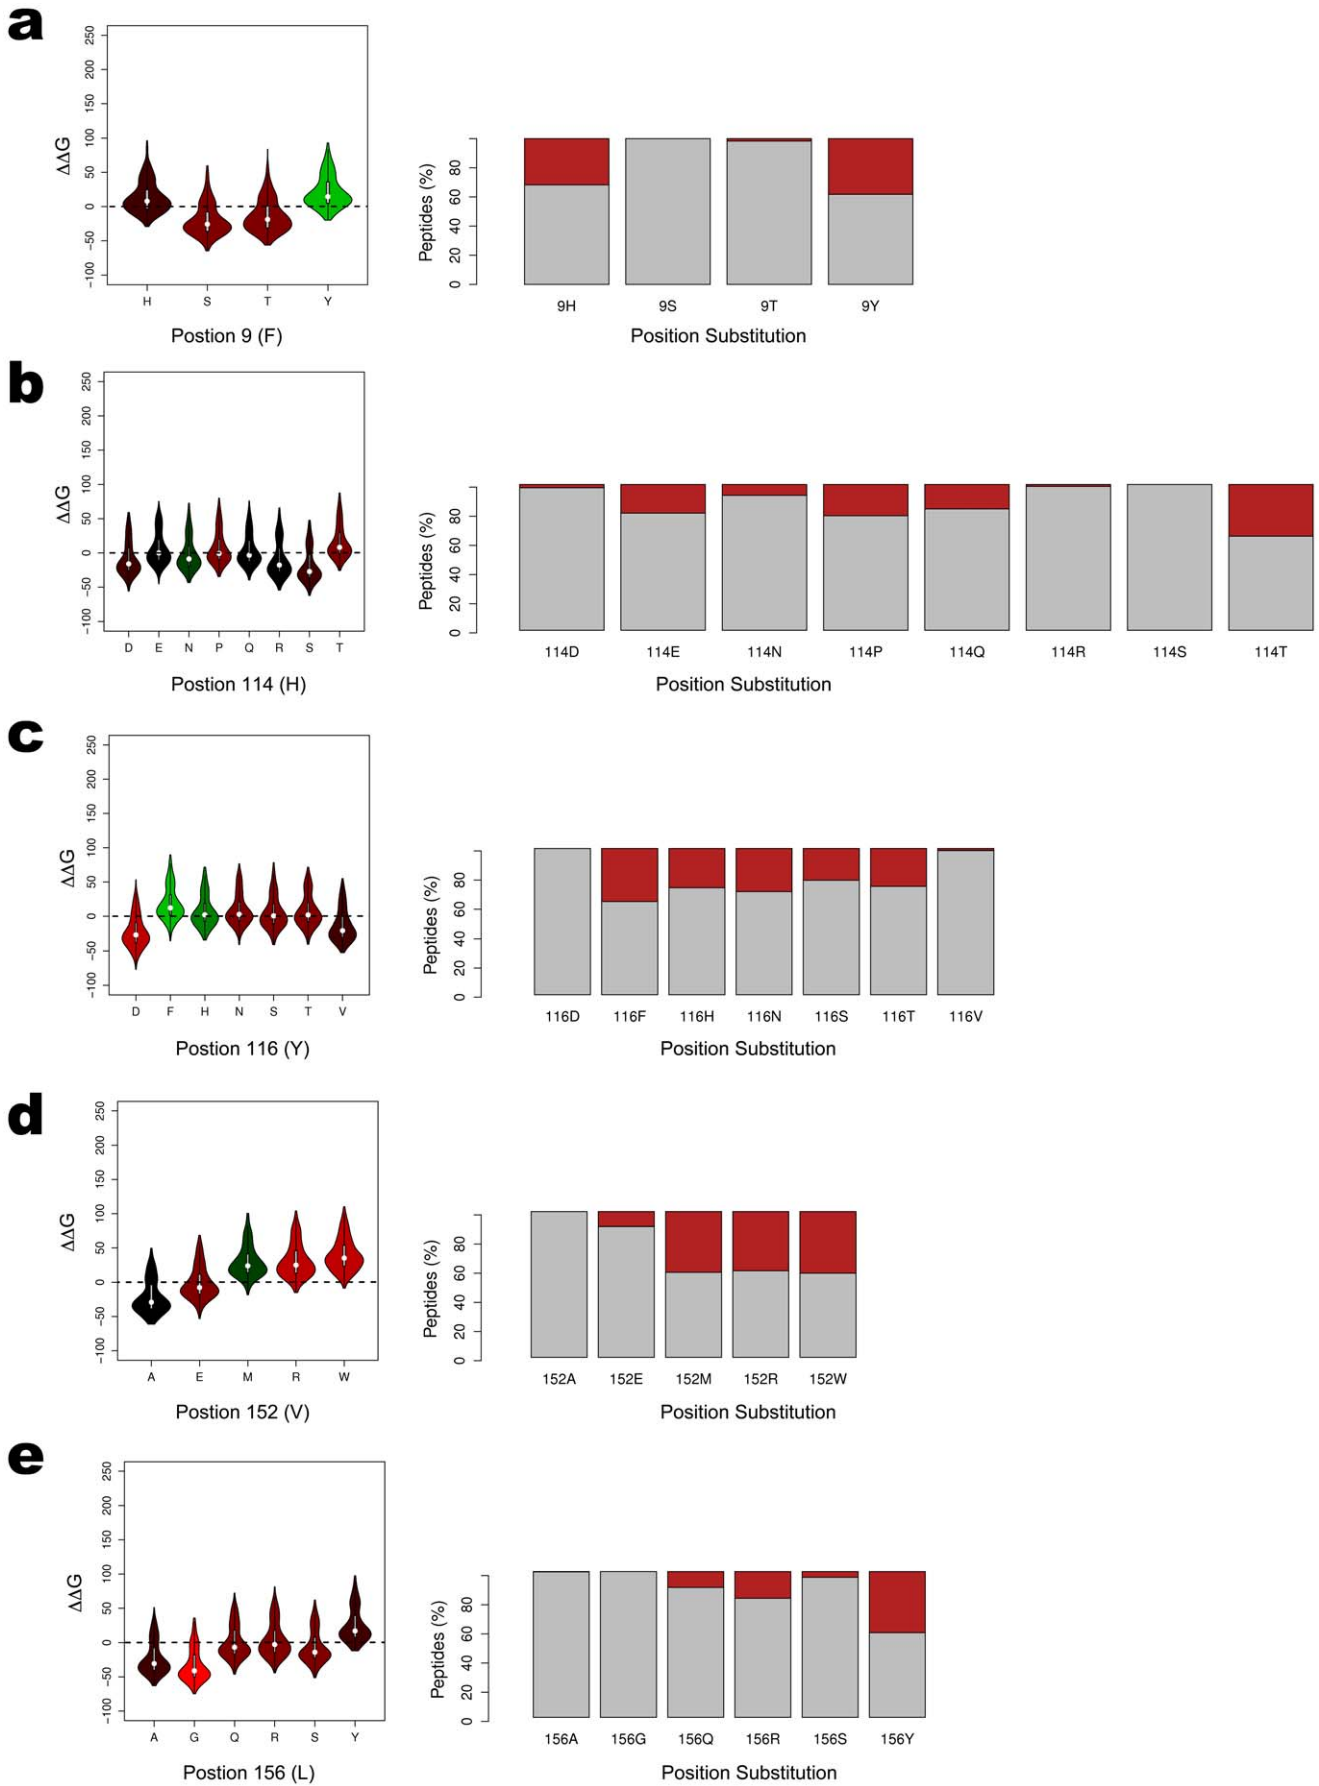 a
250
200
150
100
50
0
−50
−100
ΔΔG
H S T Y
Postion 9 (F)
80
60
40
20
0
Peptides (%)
9H 9S 9T 9Y
Position Substitution
b
250
200
150
100
50
0
−50
−100
ΔΔG
D E N P Q R S T
Postion 114 (H)
80
60
40
20
0
Peptides (%)
114D 114E 114N 114P 114Q 114R 114S 114T
Position Substitution
c
250
200
150
100
50
0
−50
−100
ΔΔG
D F H N S T V
Postion 116 (Y)
80
60
40
20
0
Peptides (%)
116D 116F 116H 116N 116S 116T 116V
Position Substitution
d
250
200
150
100
50
0
−50
−100
ΔΔG
A E M R W
Postion 152 (V)
80
60
40
20
0
Peptides (%)
152A 152E 152M 152R 152W
Position Substitution
e
250
200
150
100
50
0
−50
−100
ΔΔG
A G Q R S Y
Postion 156 (L)
80
60
40
20
0
Peptides (%)
156A 156G 156Q 156R 156S 156Y
Position Substitution